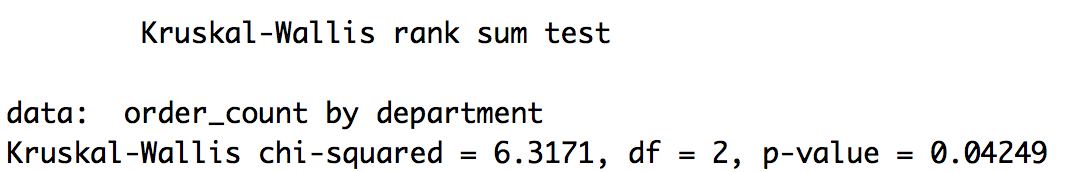 Kruskal-Wallis rank sum test
data:  order_count by department
Kruskal-Wallis chi-squared = 6.3171, df = 2, p-value = 0.04249